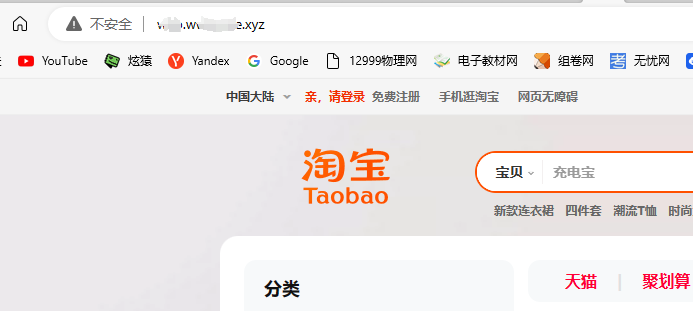 不安全
YouTube 炫猿 Yandex Google 12999物理网 电子教材网 组卷网 无忧网
中国大陆 亲，请登录 免费注册 手机逛淘宝 网页无障碍
淘宝
Taobao
宝贝 充电宝
新款连衣裙 四件套 潮流T恤 时尚
分类
天猫 聚划算